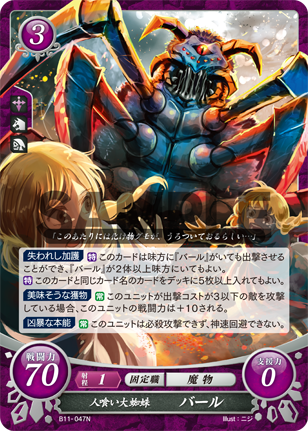 3
「このあたりには化け物グモが、うろついておるらしい…」
失われし加護 特 このカードは味方に『バール』がいても出撃させる
ことができ、『バール』が2体以上味方にいてもよい。
特 このカードと同じカード名のカードをデッキに5枚以上入れてもよい。
美味そうな獲物 常 このユニットが出撃コストが3以下の敵を攻撃
している場合、このユニットの戦闘力は+10される。
凶暴な本能 常 このユニットは必殺攻撃できず、神速回避できない。
戦闘力 70
射程 1 固定職 魔物
支援力 0
人喰い大蜘蛛 バール
B11-047N
Illust：ニジ